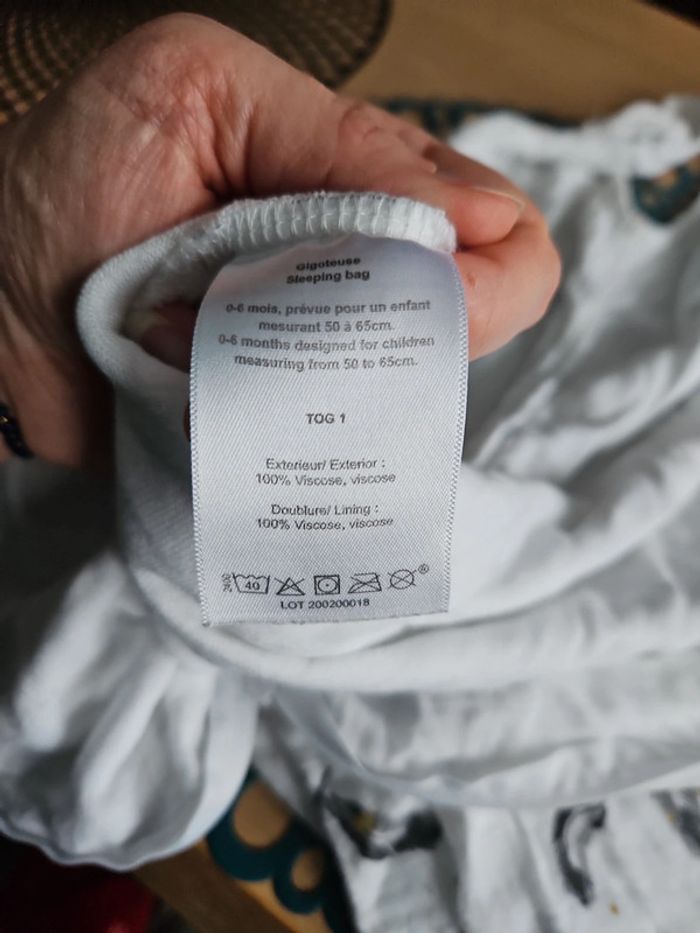 Gigoteuse
Sleeping bag
0-6 mois, prévue pour un enfant
mesurant 50 à 65cm.
0-6 months designed for children
measuring from 50 to 65cm.
TOG 1
Exterieur/ Exterior :
100% Viscose, viscose
Doublure/ Lining :
100% Viscose, viscose
40 ®
LOT 200200018